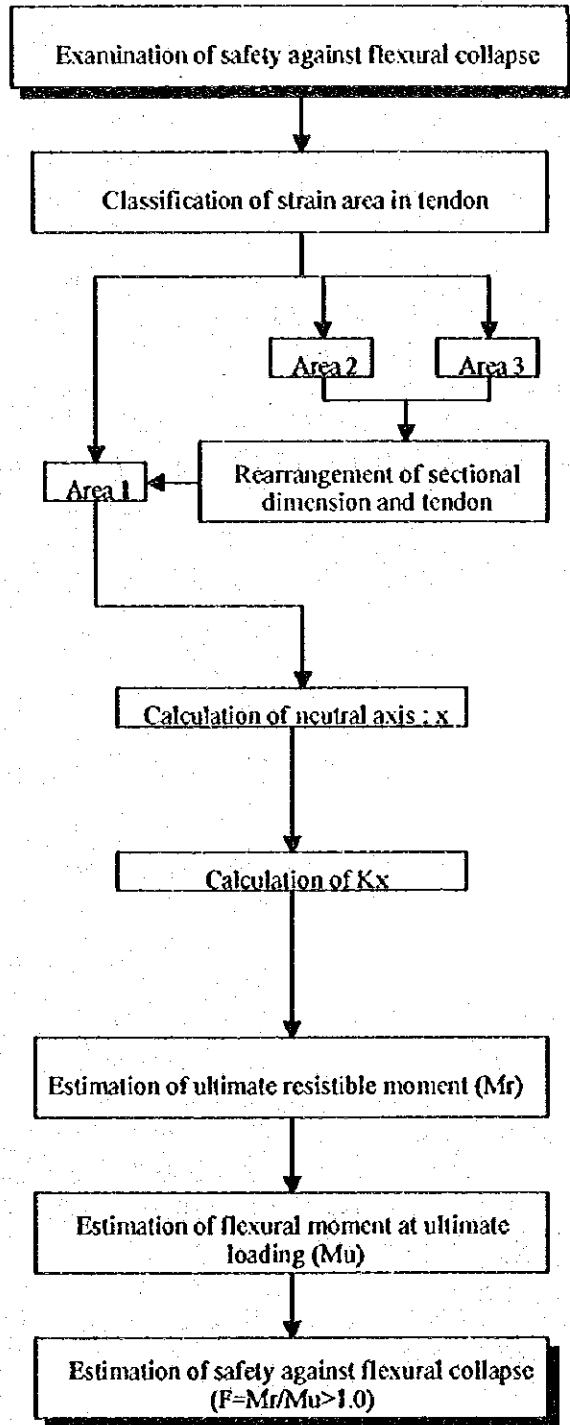 Examination of safety against flexural collapse
Classification of strain area in tendon
Area 2
Area 3
Area 1
Rearrangement of sectional
dimension and tendon
Calculation of neutral axis : x
Calculation of Kx
Estimation of ultimate resistible moment (Mr)
Estimation of flexural moment at ultimate
loading (Mu)
Estimation of safety against flexural collapse
(F=Mr/Mu>1.0)